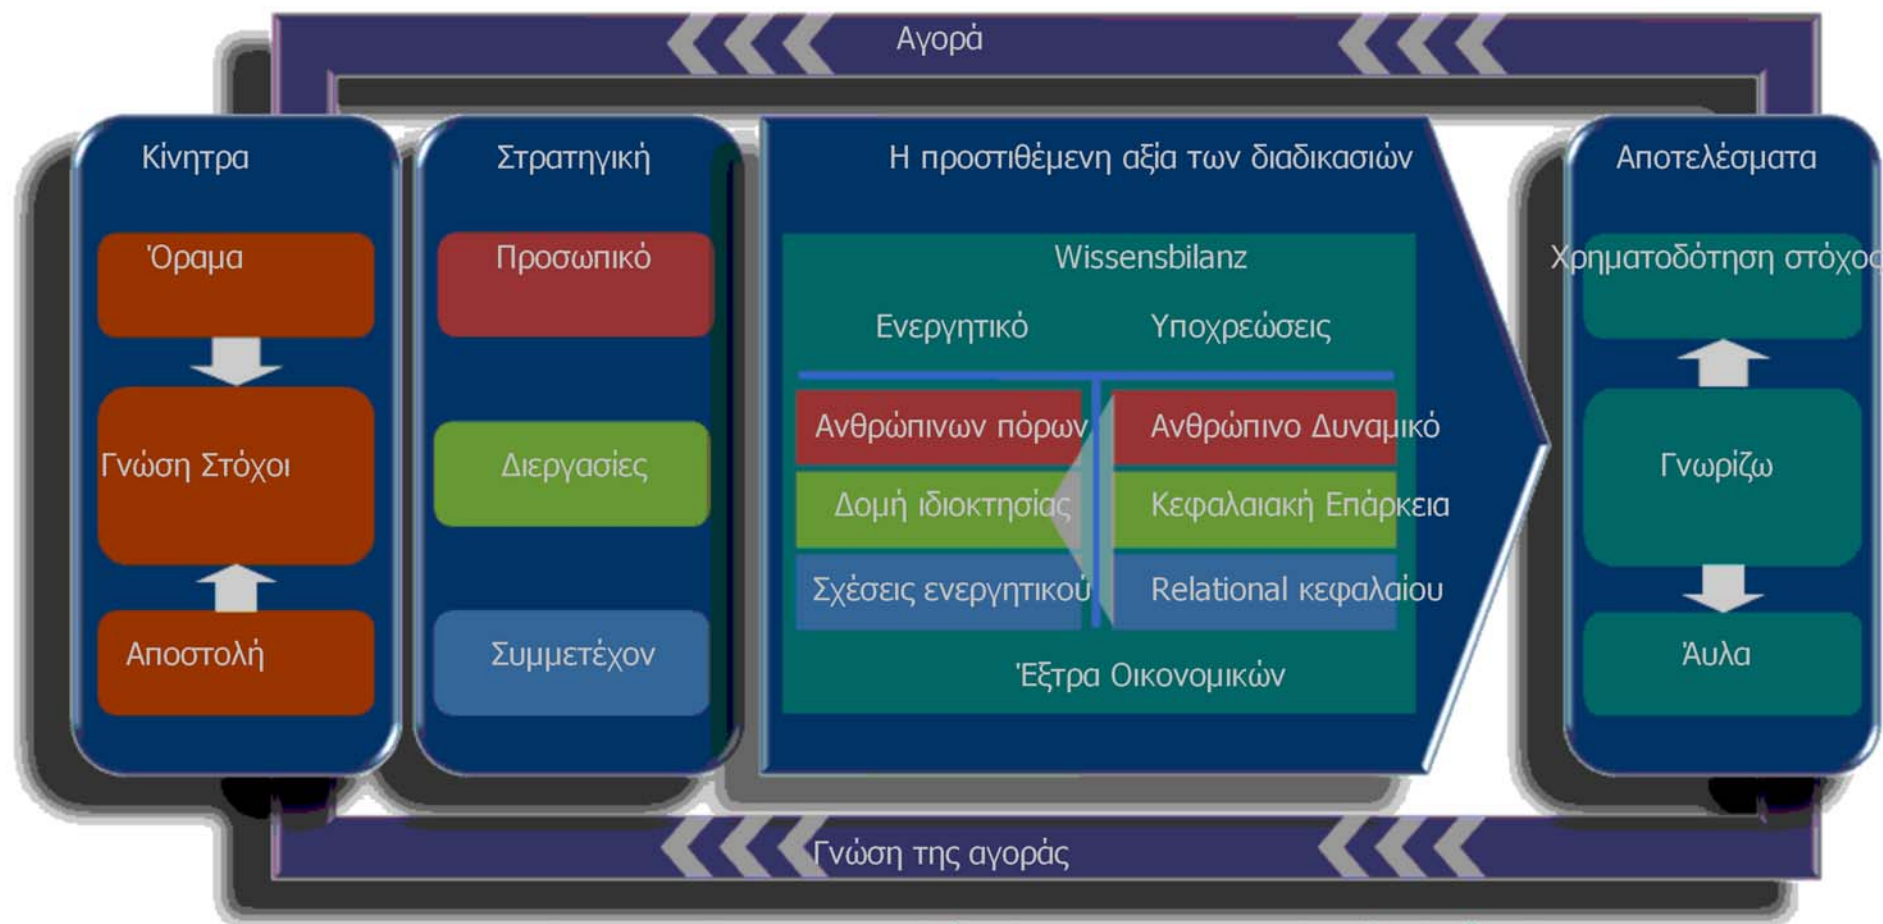 Αγορά
Κίνητρα
Όραμα
Γνώση Στόχοι
Αποστολή
Στρατηγική
Προσωπικό
Διεργασίες
Συμμετέχον
Η προστιθέμενη αξία των διαδικασιών
Wissensbilanz
Ενεργητικό
Υποχρεώσεις
Ανθρώπινων πόρων
Ανθρώπινο Δυναμικό
Δομή ιδιοκτησίας
Κεφαλαιακή Επάρκεια
Σχέσεις ενεργητικού
Relational κεφαλαίου
Έξτρα Οικονομικών
Αποτελέσματα
Χρηματοδότηση στόχος
Γνωρίζω
Άυλα
Γνώση της αγοράς